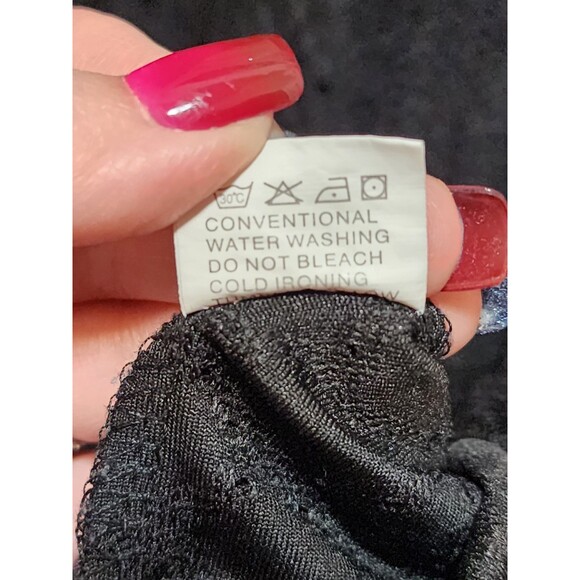 30°C
CONVENTIONAL
WATER WASHING
DO NOT BLEACH
COLD IRONING